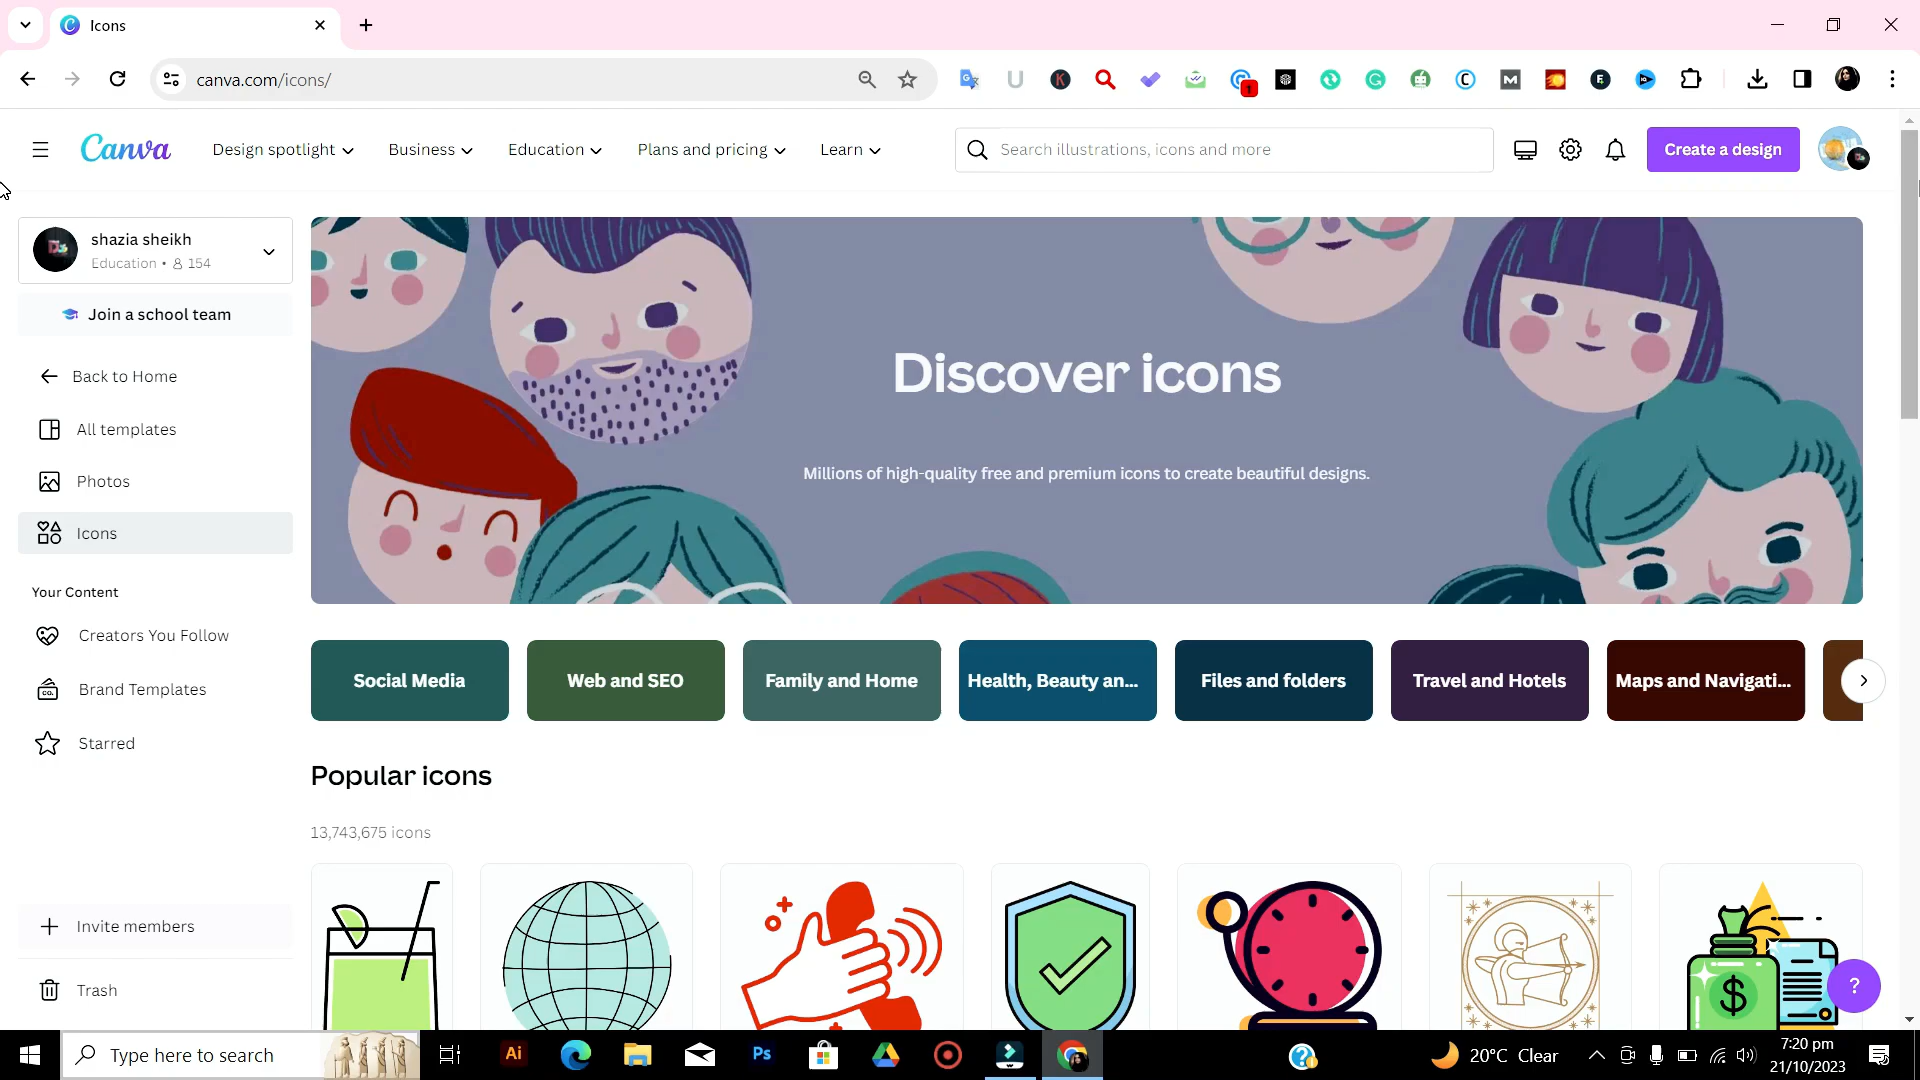 Icons
canva.com/icons/
Canva
Design spotlight
Business
Education
Plans and pricing
Learn
Search illustrations, icons and more
Create a design
shazia sheikh
Education • 154
Join a school team
Back to Home
All templates
Photos
Icons
Your Content
Creators You Follow
Brand Templates
Starred
Invite members
Trash
Discover icons
Millions of high-quality free and premium icons to create beautiful designs.
Social Media
Web and SEO
Family and Home
Health, Beauty an...
Files and folders
Travel and Hotels
Maps and Navigati...
Popular icons
13,743,675 icons
$
?
Type here to search
Ai
Ps
20°C Clear
7:20 pm
21/10/2023